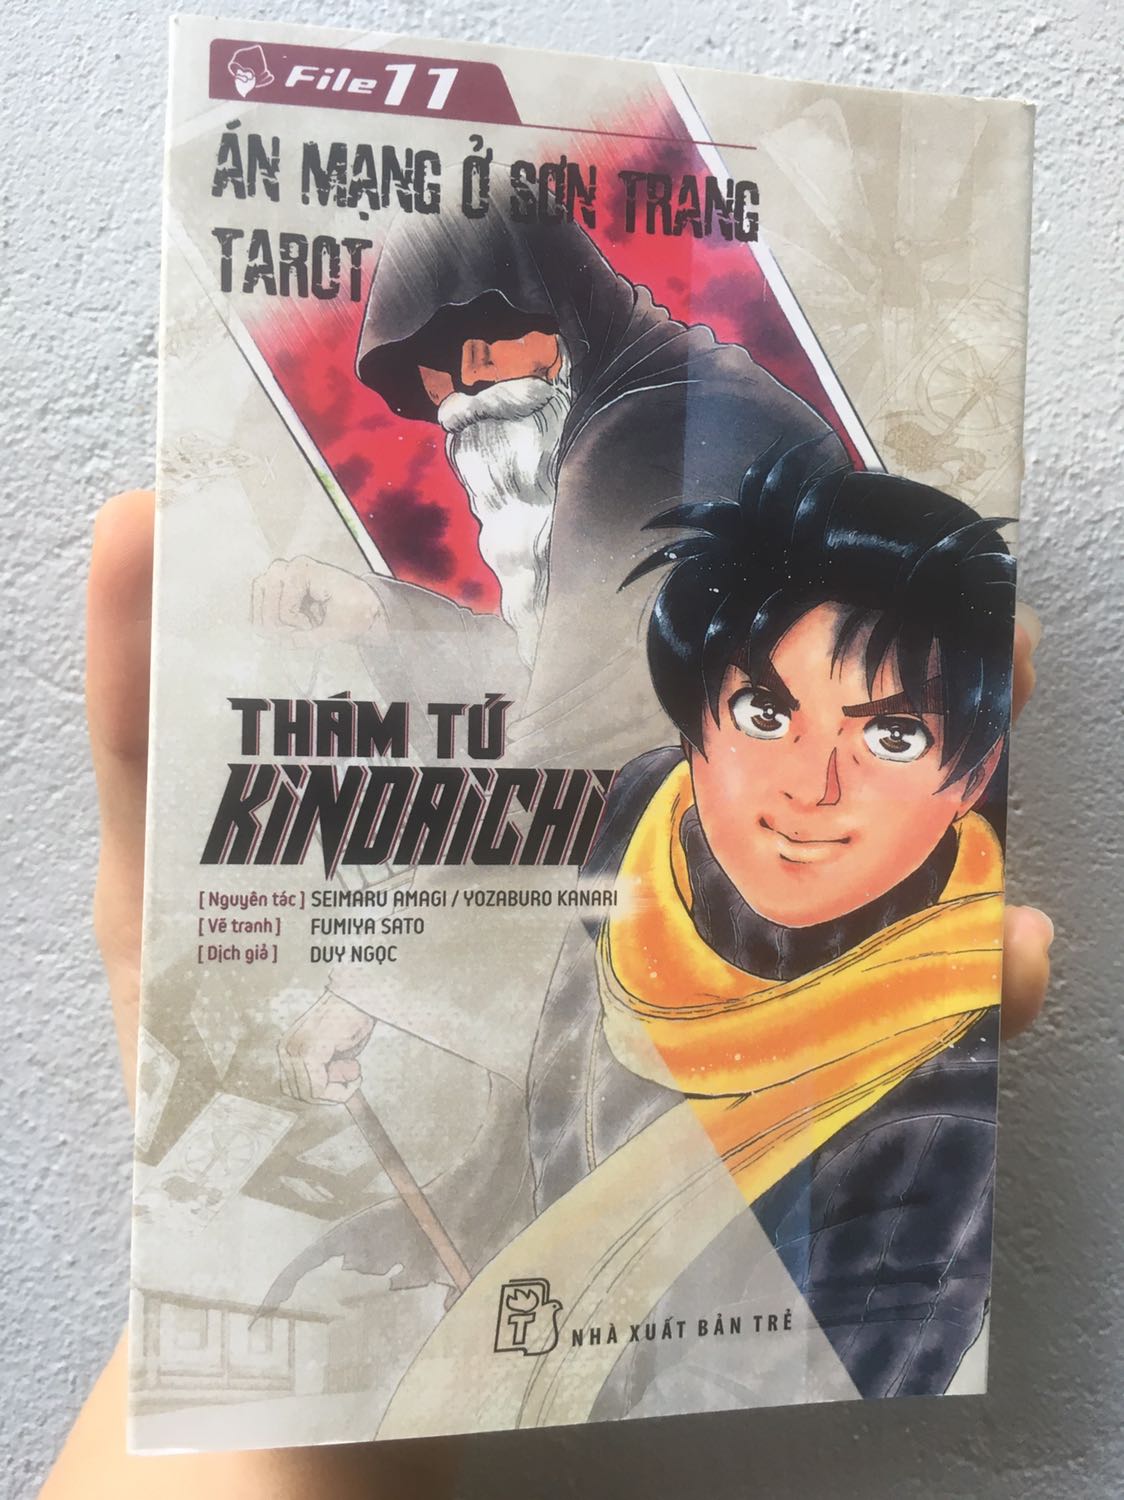 File 11
ÁN MẠNG Ở SƠN TRANG
TAROT
THÁM TỬ
KINDAICHI
[ Nguyên tác ] SEIMARU AMAGI / YOZABURO KANARI
[ Vẽ tranh ] FUMIYA SATO
[ Dịch giả ] DUY NGỌC
T
NHÀ XUẤT BẢN TRẺ